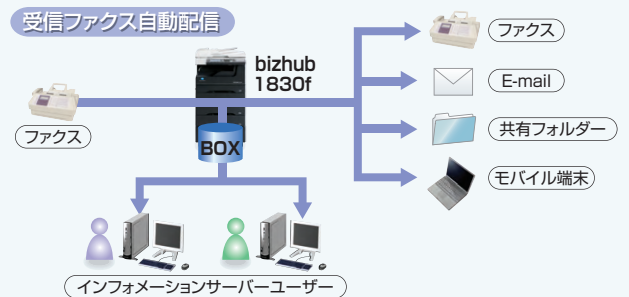 受信ファクス自動配信
ファクス
bizhub
1830f
E-mail
ファクス
BOX
共有フォルダー
モバイル端末
インフォメーションサーバーユーザー